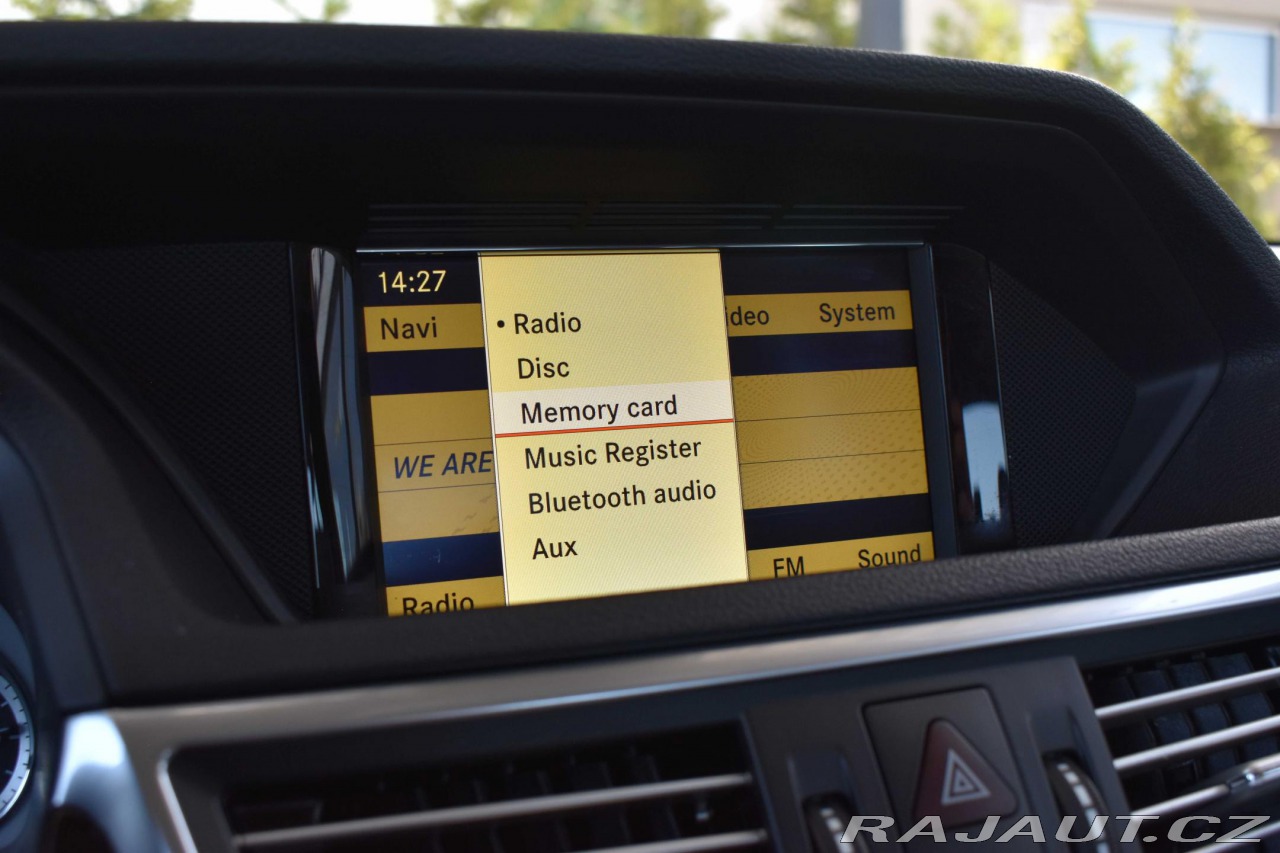 14:27
Navi
ideo
System
• Radio
Disc
Memory card
Music Register
Bluetooth audio
Aux
WE ARE
Radio
FM
Sound
RAJAUT.CZ